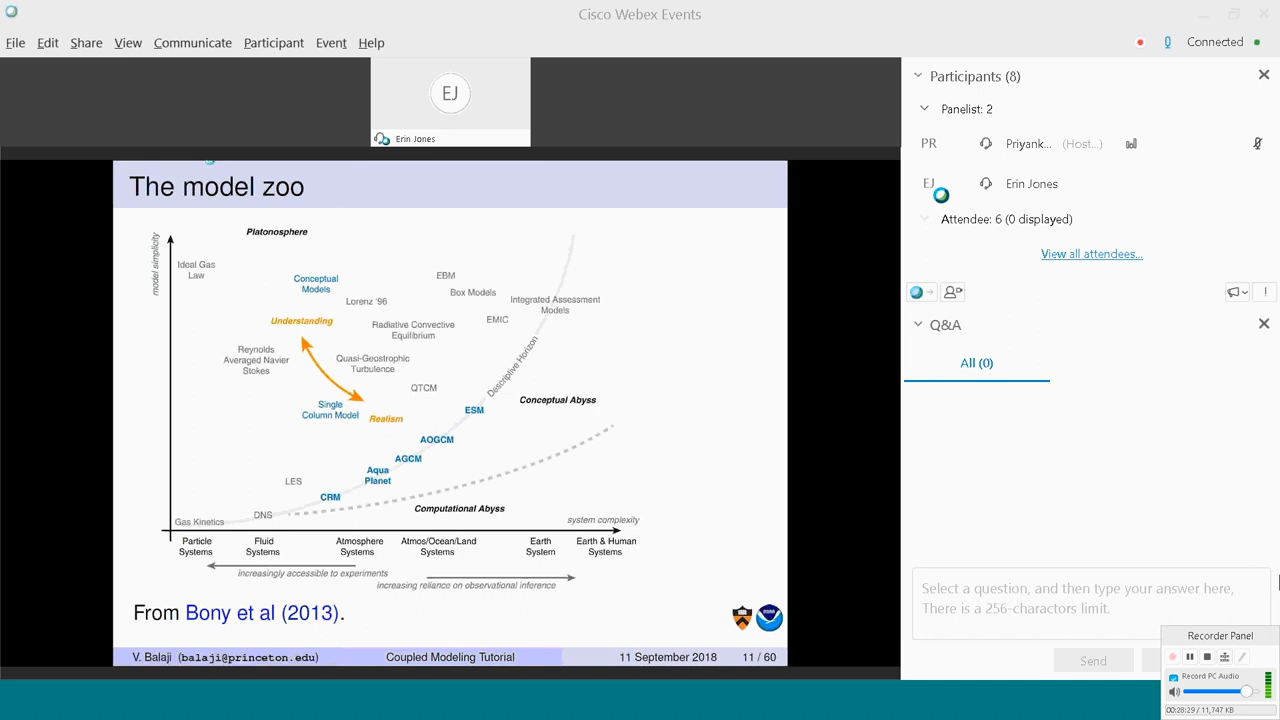 Cisco Webex Events
File Edit Share View Communicate Participant Event Help
Connected
EJ
Erin Jones
Participants (8)
Panelist: 2
PR Priyank... (Host...)
EJ Erin Jones
Attendee: 6 (0 displayed)
View all attendees...
Q&A
All (0)
Select a question, and then type your answer here,
There is a 256-charactors limit.
Send
Recorder Panel
Record PC Audio
00:28:29 / 11,747 KB
The model zoo
model simplicity
Platonosphere
Ideal Gas
Law
Conceptual
Models
EBM
Lorenz '96
Box Models
Integrated Assessment
Models
Understanding
Radiative Convective
Equilibrium
EMIC
Reynolds
Averaged Navier
Stokes
Quasi-Geostrophic
Turbulence
Descriptive Horizon
QTCM
Conceptual Abyss
Single
Column Model
Realism
ESM
AOGCM
AGCM
Aqua
Planet
LES
CRM
Computational Abyss
DNS
Gas Kinetics
system complexity
Particle
Systems
Fluid
Systems
Atmosphere
Systems
Atmos/Ocean/Land
Systems
Earth
System
Earth & Human
Systems
increasingly accessible to experiments
increasing reliance on observational inference
From Bony et al (2013).
V. Balaji (balaji@princeton.edu) Coupled Modeling Tutorial 11 September 2018 11 / 60